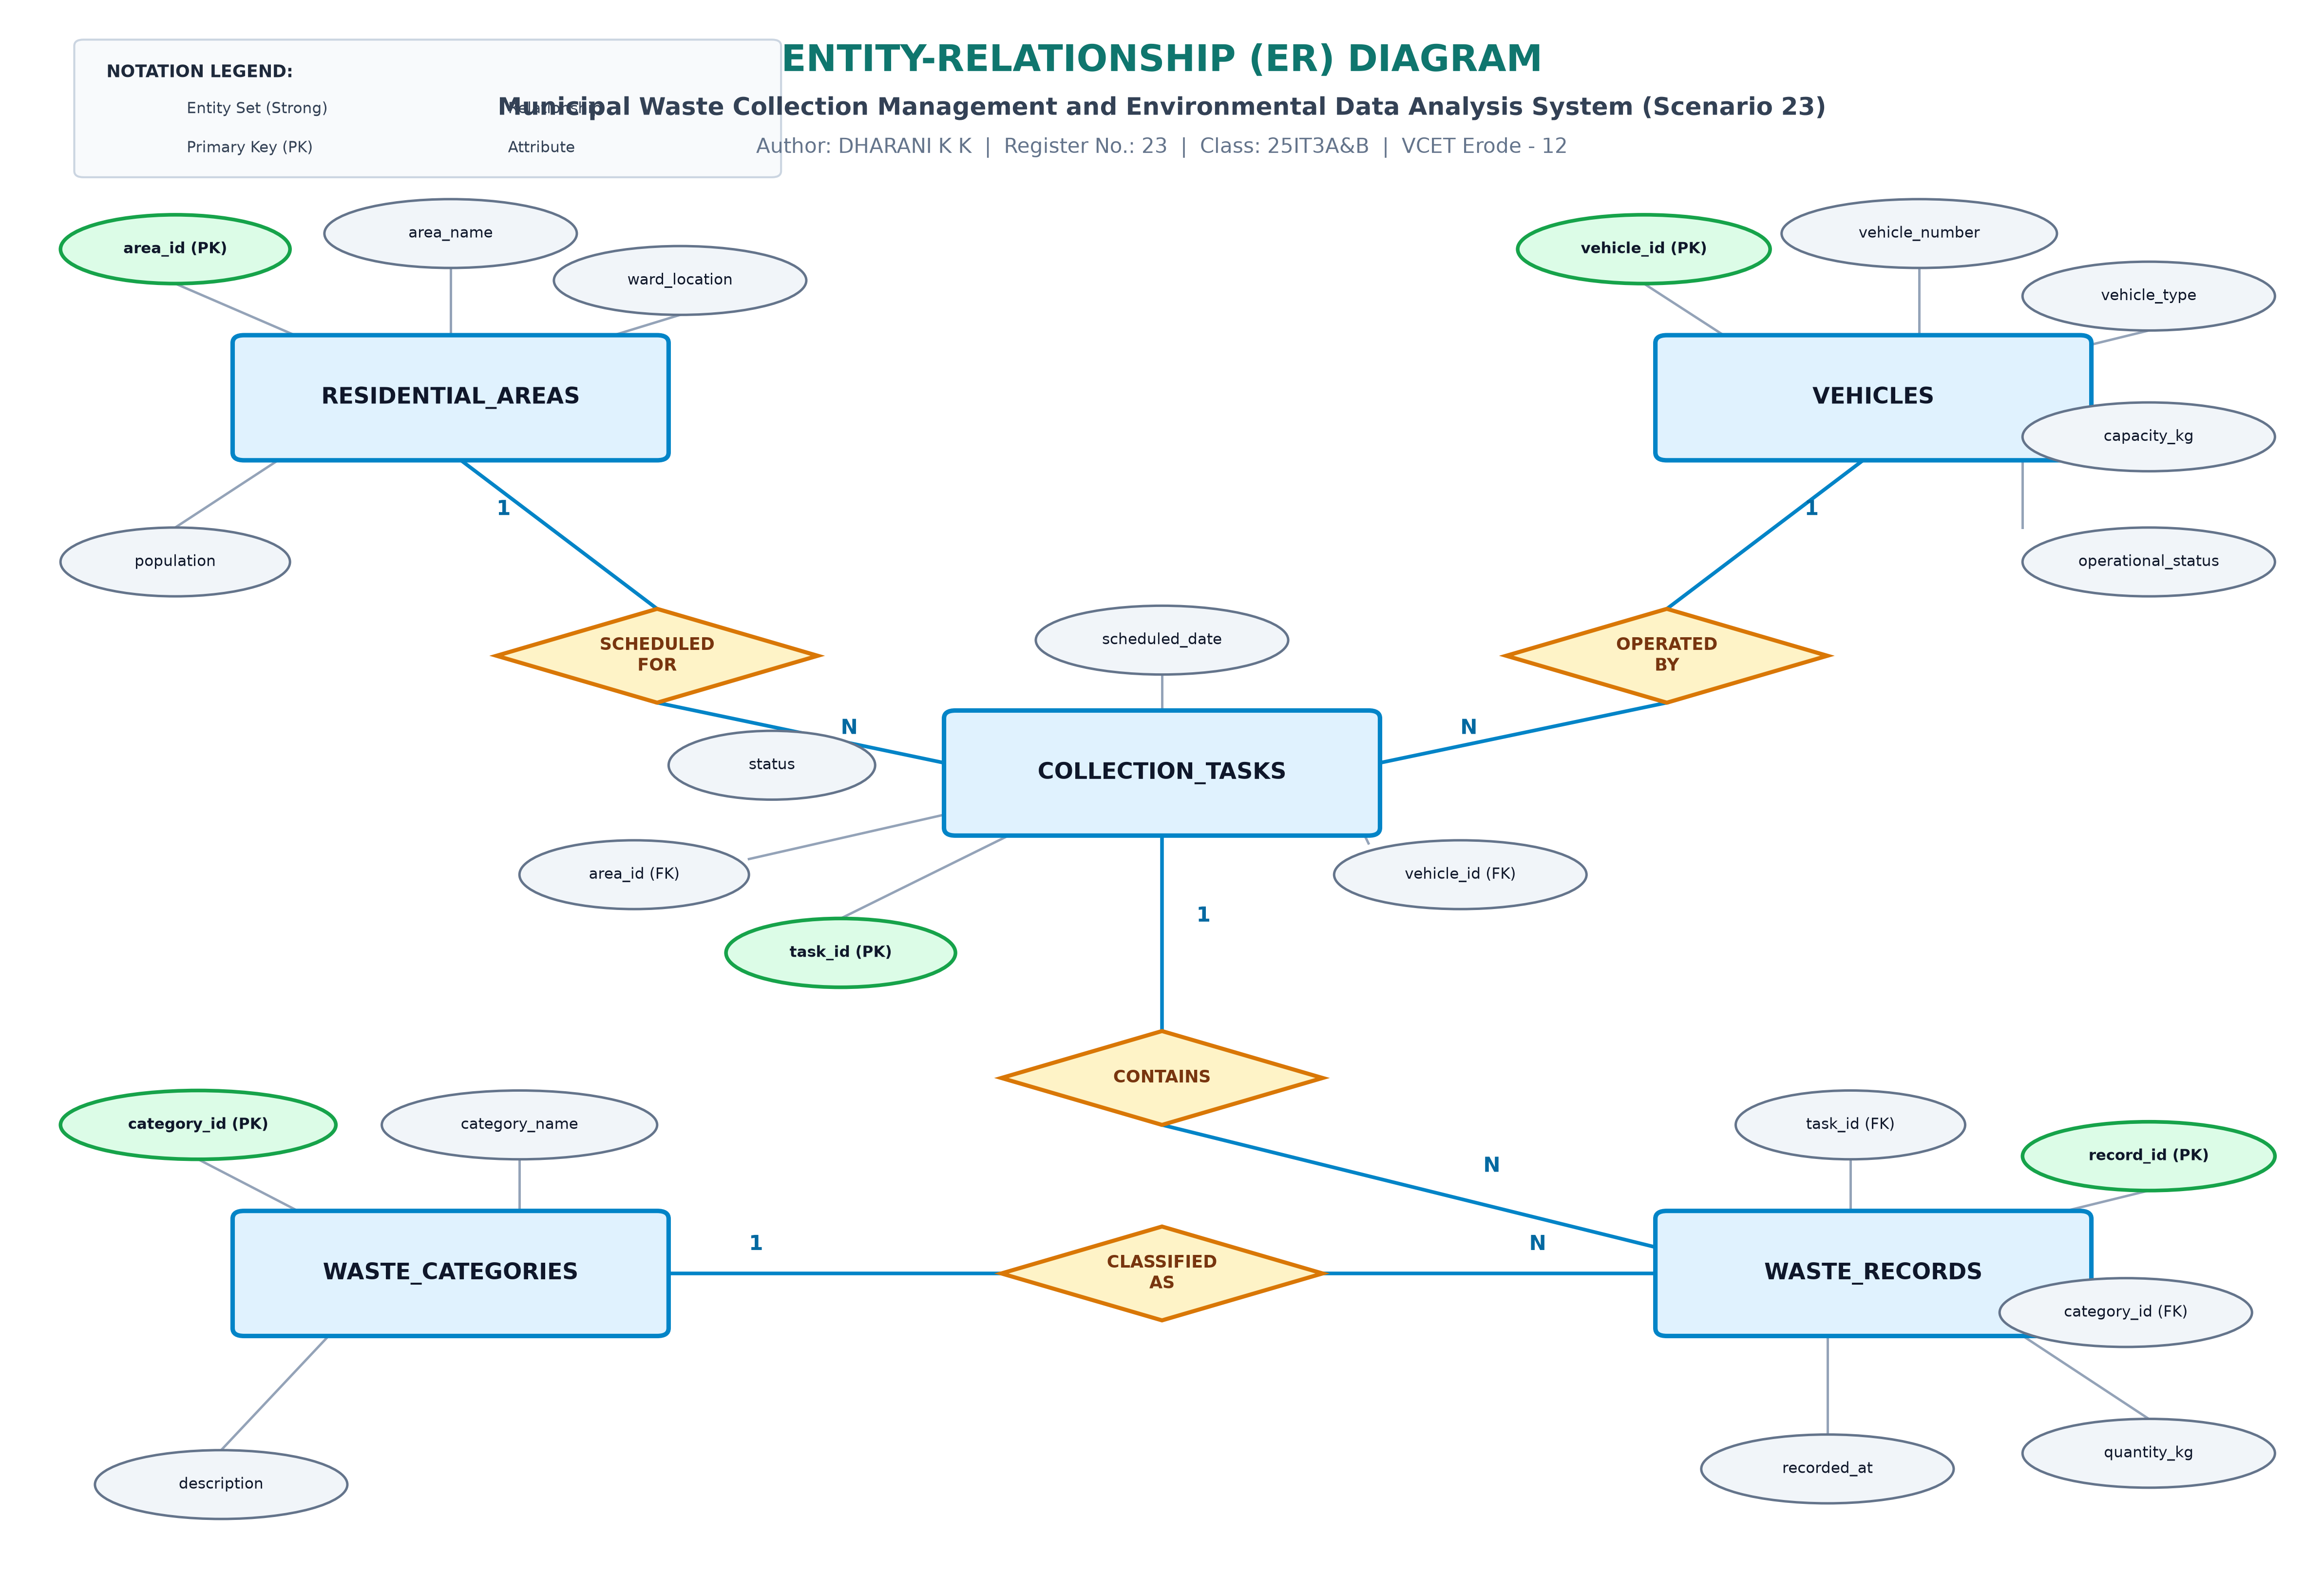 ENTITY-RELATIONSHIP (ER) DIAGRAM
Municipal Waste Collection Management and Environmental Data Analysis System (Scenario 23)
Author: DHARANI K K | Register No.: 23 | Class: 25IT3A&B | VCET Erode - 12
NOTATION LEGEND:
Entity Set (Strong)
Relationship
Primary Key (PK)
Attribute
area_id (PK)
area_name
ward_location
RESIDENTIAL_AREAS
population
vehicle_id (PK)
vehicle_number
vehicle_type
VEHICLES
capacity_kg
operational_status
1
1
SCHEDULED
FOR
OPERATED
BY
scheduled_date
N
N
status
COLLECTION_TASKS
area_id (FK)
vehicle_id (FK)
task_id (PK)
1
CONTAINS
category_id (PK)
category_name
task_id (FK)
record_id (PK)
N
WASTE_CATEGORIES
1
CLASSIFIED
AS
N
WASTE_RECORDS
category_id (FK)
description
recorded_at
quantity_kg